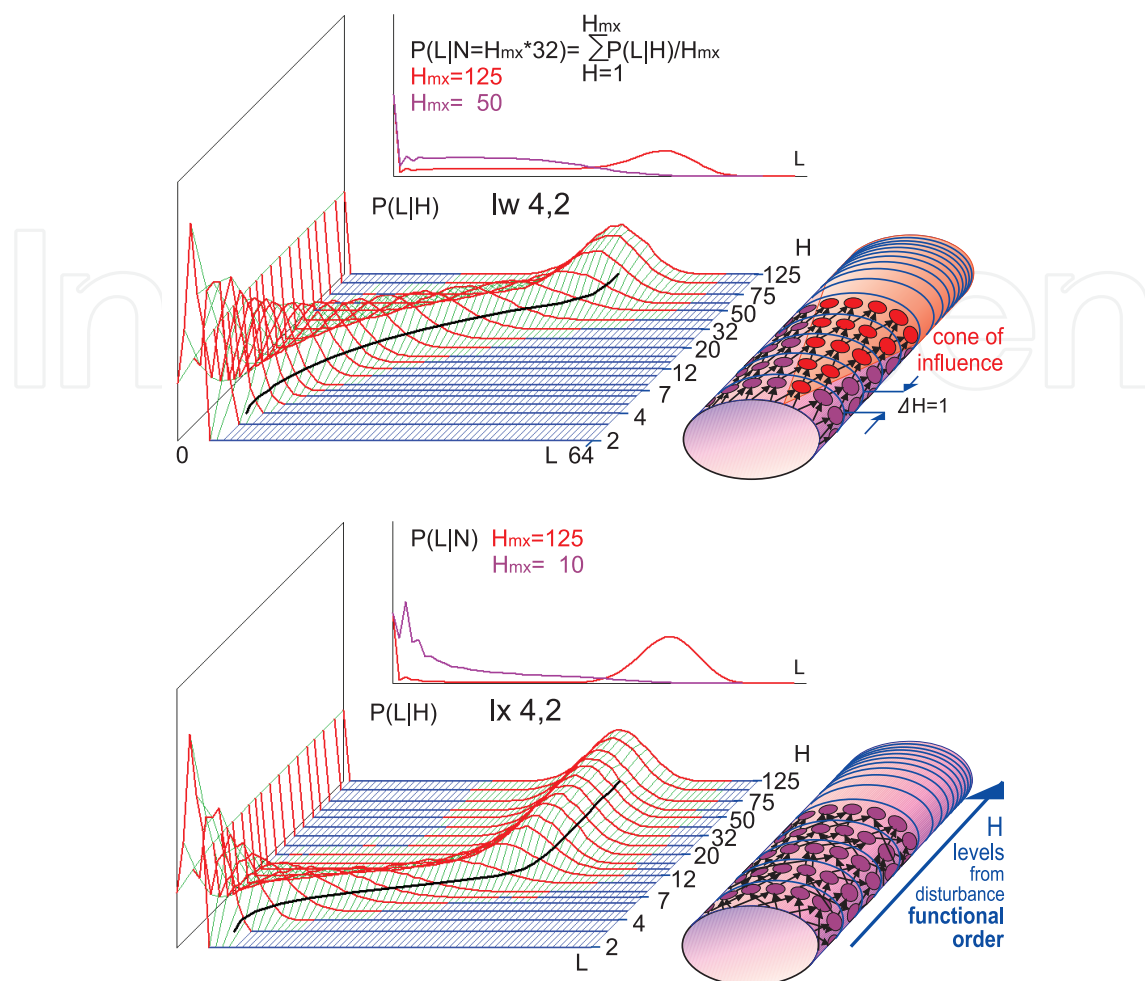 Hmx
P(L|N=Hmx*32)= ∑P(L|H)/Hmx
H=1
Hmx=125
Hmx= 50
L
P(L|H)
lw 4,2
H
125
75
50
32
20
12
7
4
2
0
L 64
cone of
influence
ΔH=1
P(L|N) Hmx=125
Hmx= 10
L
P(L|H)
lx 4,2
H
125
75
50
32
20
12
7
4
2
L
H
levels
from
disturbance
functional
order